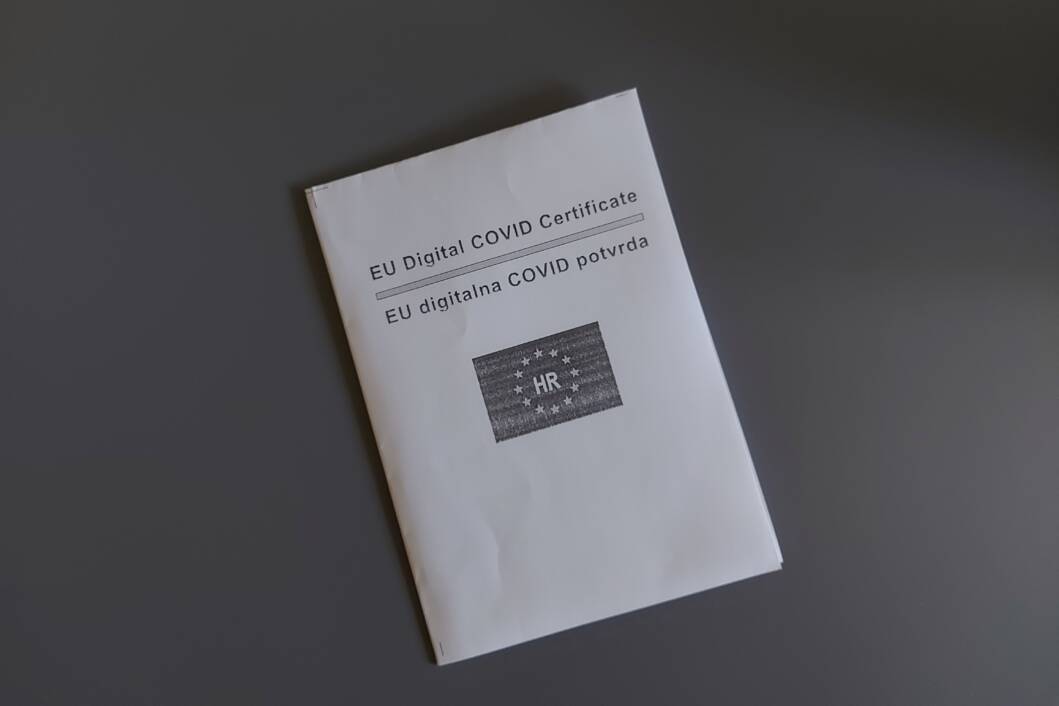 EU Digital COVID Certificate
EU digitalna COVID potvrda
HR